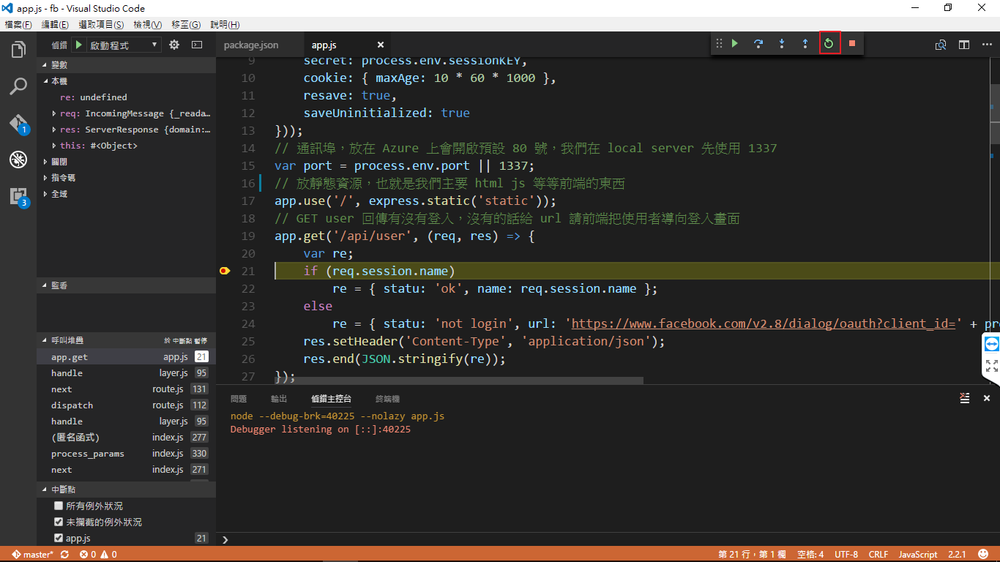 app.js - fb - Visual Studio Code
檔案(F) 編輯(E) 選取項目(S) 檢視(V) 移至(G) 說明(H)
偵錯 啟動程式
package.json app.js
變數
本機
re: undefined
req: IncomingMessage {_reada…
res: ServerResponse {domain:…
this: #<Object>
關閉
指令碼
全域
1
3
監看
呼叫堆疊 於 中斷點 暫停
app.get app.js 21
handle layer.js 95
next route.js 131
dispatch route.js 112
handle layer.js 95
(匿名函式) index.js 277
process_params index.js 330
next index.js 271
中斷點
所有例外狀況
未攔截的例外狀況
app.js 21
9 secret: process.env.sessionKEY,
10 cookie: { maxAge: 10 * 60 * 1000 },
11 resave: true,
12 saveUninitialized: true
13 }));
14 // 通訊埠，放在 Azure 上會開啟預設 80 號，我們在 local server 先使用 1337
15 var port = process.env.port || 1337;
16 // 放靜態資源，也就是我們主要 html js 等等前端的東西
17 app.use('/', express.static('static'));
18 // GET user 回傳有沒有登入，沒有的話給 url 請前端把使用者導向登入畫面
19 app.get('/api/user', (req, res) => {
20 var re;
21 if (req.session.name)
22 re = { statu: 'ok', name: req.session.name };
23 else
24 re = { statu: 'not login', url: 'https://www.facebook.com/v2.8/dialog/oauth?client_id=' + pro
25 res.setHeader('Content-Type', 'application/json');
26 res.end(JSON.stringify(re));
27 });
問題 輸出 偵錯主控台 終端機
node --debug-brk=40225 --nolazy app.js
Debugger listening on [::]:40225
master* 0 0 第 21 行，第 1 欄 空格: 4 UTF-8 CRLF JavaScript 2.2.1